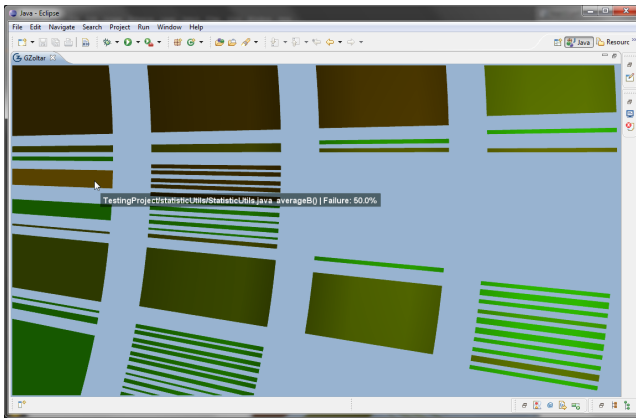 Java - Eclipse
File Edit Navigate Search Project Run Window Help
Java Resourc
GZoltar
TestingProject/statisticUtils/StatisticUtils.java averageB() | Failure: 50.0%